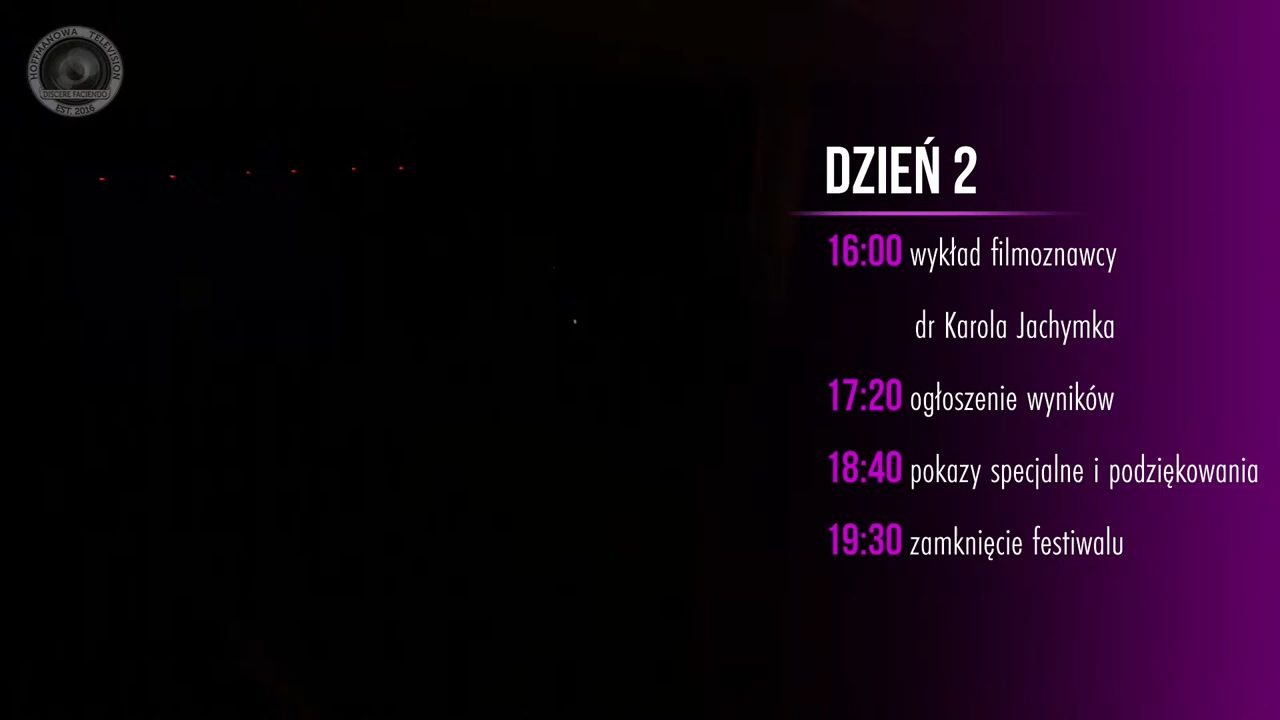 HOFFMANOWA TELEVISION
DISCERE FACIENDO
EST. 2016
DZIEŃ 2
16:00 wykład filmoznawcy
dr Karola Jachymka
17:20 ogłoszenie wyników
18:40 pokazy specjalne i podziękowania
19:30 zamknięcie festiwalu